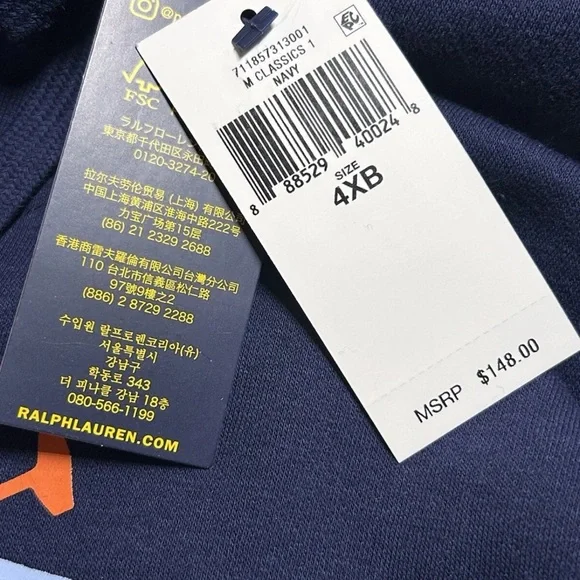 @
FSC
ラルフローレン
東京都千代田区永田
0120-3274-20
拉尔夫劳伦贸易 (上海) 有限公
中国上海黄浦区淮海中路222号
力宝广场第15层
(86) 21 2329 2688
香港商雷夫羅倫有限公司台灣分公司
110 台北市信義區松仁路
97號9樓之2
(886) 2 8729 2288
수입원 랄프로렌코리아(유)
서울특별시
강남구
학동로 343
더 피나클 강남 18층
080-566-1199
RALPHLAUREN.COM
711857313001
M CLASSICS 1
NAVY
8 88529 40024 8
SIZE
4XB
MSRP $148.00